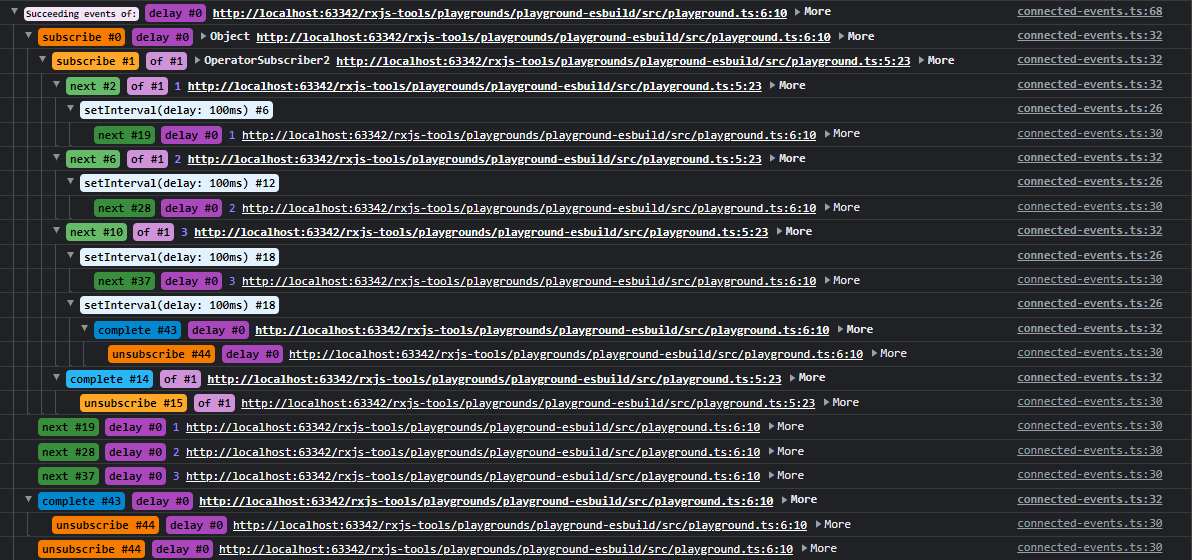 Succeeding events of: delay #0 http://localhost:63342/rxjs-tools/playgrounds/playground-esbuild/src/playground.ts:6:10 More connected-events.ts:68
subscribe #0 delay #0 Object http://localhost:63342/rxjs-tools/playgrounds/playground-esbuild/src/playground.ts:6:10 More connected-events.ts:32
subscribe #1 of #1 OperatorSubscriber2 http://localhost:63342/rxjs-tools/playgrounds/playground-esbuild/src/playground.ts:5:23 More connected-events.ts:32
next #2 of #1 1 http://localhost:63342/rxjs-tools/playgrounds/playground-esbuild/src/playground.ts:5:23 More connected-events.ts:32
setInterval(delay: 100ms) #6 connected-events.ts:26
next #19 delay #0 1 http://localhost:63342/rxjs-tools/playgrounds/playground-esbuild/src/playground.ts:6:10 More connected-events.ts:30
next #6 of #1 2 http://localhost:63342/rxjs-tools/playgrounds/playground-esbuild/src/playground.ts:5:23 More connected-events.ts:32
setInterval(delay: 100ms) #12 connected-events.ts:26
next #28 delay #0 2 http://localhost:63342/rxjs-tools/playgrounds/playground-esbuild/src/playground.ts:6:10 More connected-events.ts:30
next #10 of #1 3 http://localhost:63342/rxjs-tools/playgrounds/playground-esbuild/src/playground.ts:5:23 More connected-events.ts:32
setInterval(delay: 100ms) #18 connected-events.ts:26
next #37 delay #0 3 http://localhost:63342/rxjs-tools/playgrounds/playground-esbuild/src/playground.ts:6:10 More connected-events.ts:30
setInterval(delay: 100ms) #18 connected-events.ts:26
complete #43 delay #0 http://localhost:63342/rxjs-tools/playgrounds/playground-esbuild/src/playground.ts:6:10 More connected-events.ts:32
unsubscribe #44 delay #0 http://localhost:63342/rxjs-tools/playgrounds/playground-esbuild/src/playground.ts:6:10 More connected-events.ts:30
complete #14 of #1 http://localhost:63342/rxjs-tools/playgrounds/playground-esbuild/src/playground.ts:5:23 More connected-events.ts:32
unsubscribe #15 of #1 http://localhost:63342/rxjs-tools/playgrounds/playground-esbuild/src/playground.ts:5:23 More connected-events.ts:30
next #19 delay #0 1 http://localhost:63342/rxjs-tools/playgrounds/playground-esbuild/src/playground.ts:6:10 More connected-events.ts:30
next #28 delay #0 2 http://localhost:63342/rxjs-tools/playgrounds/playground-esbuild/src/playground.ts:6:10 More connected-events.ts:30
next #37 delay #0 3 http://localhost:63342/rxjs-tools/playgrounds/playground-esbuild/src/playground.ts:6:10 More connected-events.ts:30
complete #43 delay #0 http://localhost:63342/rxjs-tools/playgrounds/playground-esbuild/src/playground.ts:6:10 More connected-events.ts:32
unsubscribe #44 delay #0 http://localhost:63342/rxjs-tools/playgrounds/playground-esbuild/src/playground.ts:6:10 More connected-events.ts:30
unsubscribe #44 delay #0 http://localhost:63342/rxjs-tools/playgrounds/playground-esbuild/src/playground.ts:6:10 More connected-events.ts:30